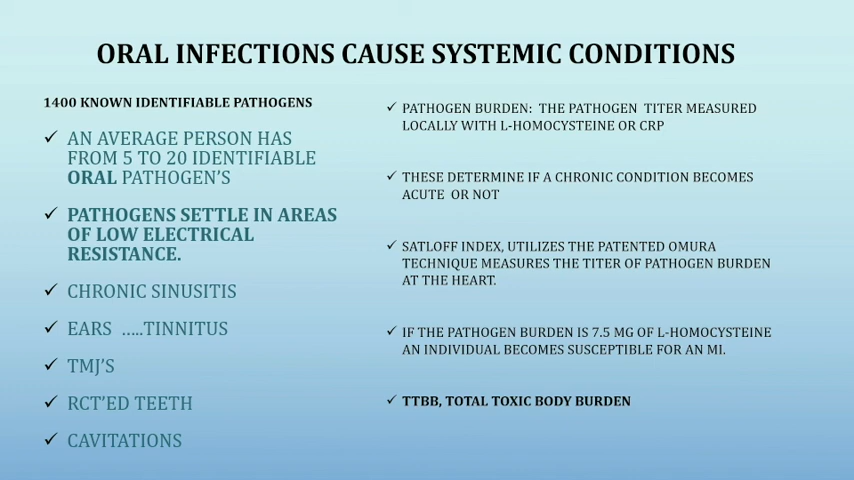 ORAL INFECTIONS CAUSE SYSTEMIC CONDITIONS
1400 KNOWN IDENTIFIABLE PATHOGENS
✓ AN AVERAGE PERSON HAS
FROM 5 TO 20 IDENTIFIABLE
ORAL PATHOGEN'S
✓ PATHOGENS SETTLE IN AREAS
OF LOW ELECTRICAL
RESISTANCE.
✓ CHRONIC SINUSITIS
✓ EARS …..TINNITUS
✓ TMJ'S
✓ RCT'ED TEETH
✓ CAVITATIONS
✓ PATHOGEN BURDEN: THE PATHOGEN TITER MEASURED
LOCALLY WITH L-HOMOCYSTEINE OR CRP
✓ THESE DETERMINE IF A CHRONIC CONDITION BECOMES
ACUTE OR NOT
✓ SATLOFF INDEX, UTILIZES THE PATENTED OMURA
TECHNIQUE MEASURES THE TITER OF PATHOGEN BURDEN
AT THE HEART.
✓ IF THE PATHOGEN BURDEN IS 7.5 MG OF L-HOMOCYSTEINE
AN INDIVIDUAL BECOMES SUSCEPTIBLE FOR AN MI.
✓ TTBB, TOTAL TOXIC BODY BURDEN